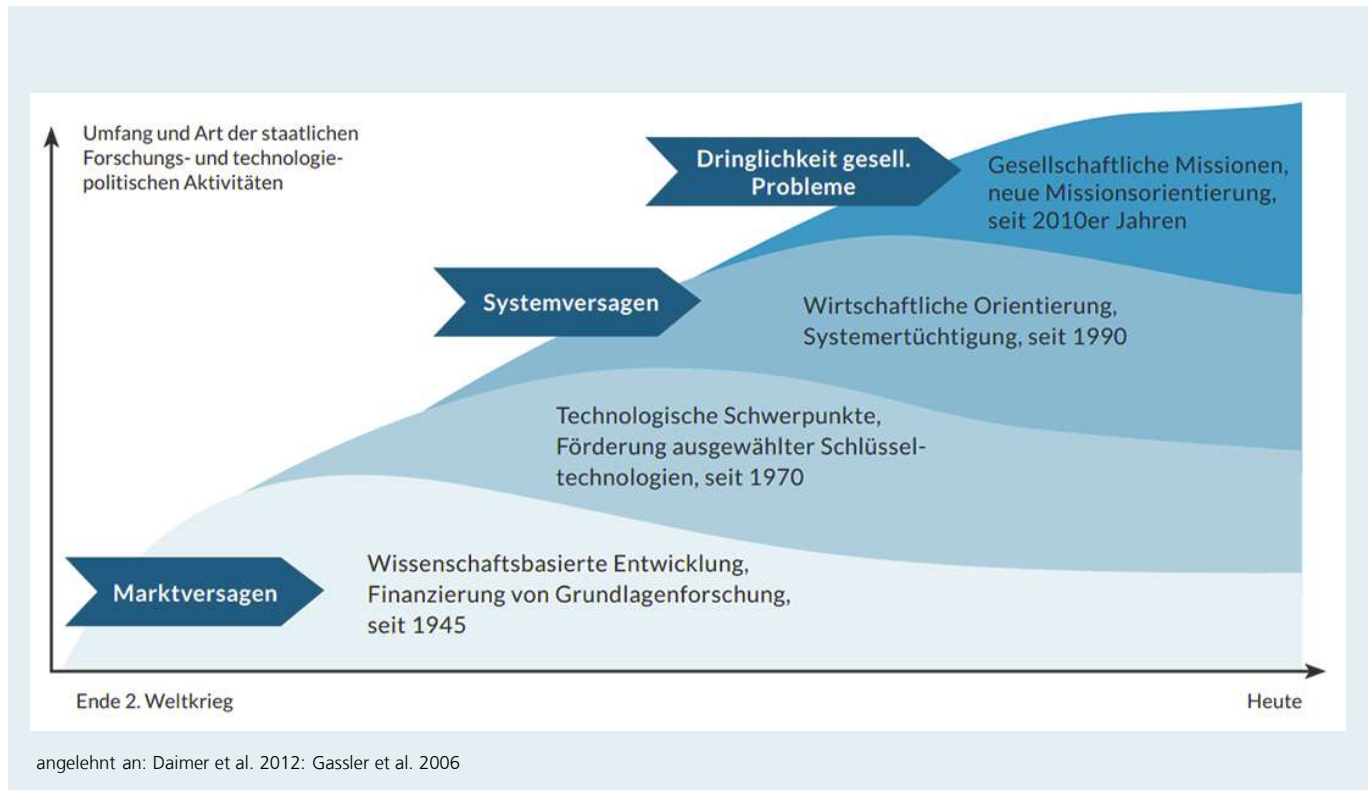 Umfang und Art der staatlichen
Forschungs- und technologie-
politischen Aktivitäten
Dringlichkeit gesell.
Probleme
Gesellschaftliche Missionen,
neue Missionsorientierung,
seit 2010er Jahren
Systemversagen
Wirtschaftliche Orientierung,
Systemertüchtigung, seit 1990
Technologische Schwerpunkte,
Förderung ausgewählter Schlüssel-
technologien, seit 1970
Marktversagen
Wissenschaftsbasierte Entwicklung,
Finanzierung von Grundlagenforschung,
seit 1945
Ende 2. Weltkrieg
Heute
angelehnt an: Daimer et al. 2012: Gassler et al. 2006